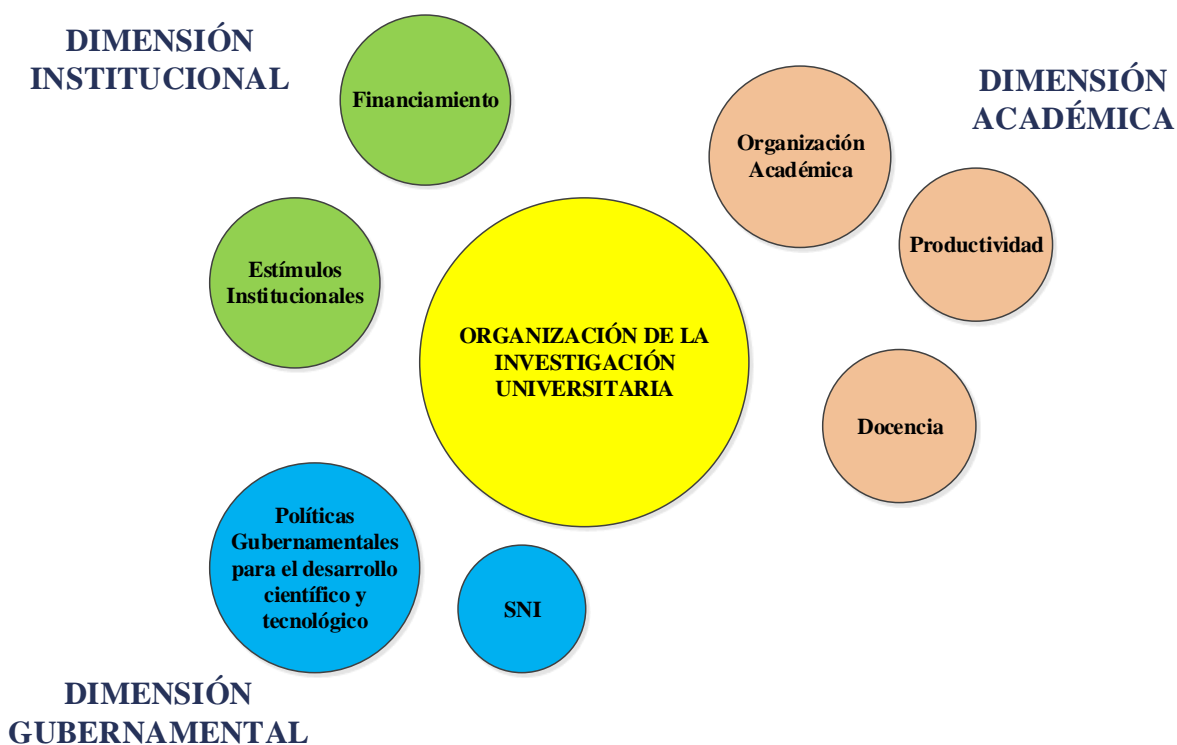 DIMENSIÓN
INSTITUCIONAL
Financiamiento
Estímulos
Institucionales
DIMENSIÓN
ACADÉMICA
Organización
Académica
Productividad
Docencia
ORGANIZACIÓN DE LA
INVESTIGACIÓN
UNIVERSITARIA
Políticas
Gubernamentales
para el desarrollo
científico y
tecnológico
SNI
DIMENSIÓN
GUBERNAMENTAL